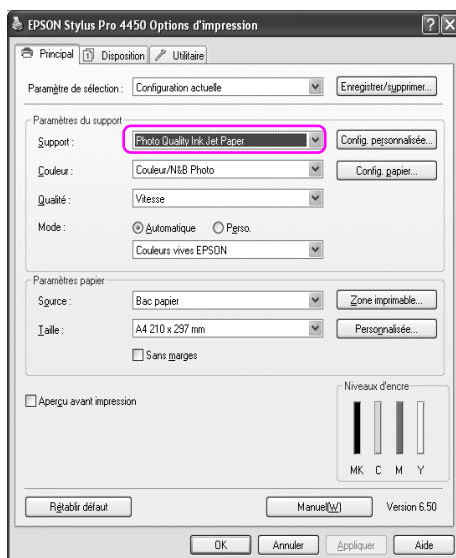 EPSON Stylus Pro 4450 Options d'impression
Principal Disposition Utilitaire
Paramètre de sélection : Configuration actuelle Enregistrer/supprimer...
Paramètres du support
Support : Photo Quality Ink Jet Paper Config. personnalisée...
Couleur : Couleur/N&B Photo Config. papier...
Qualité : Vitesse
Mode : Automatique Perso.
Couleurs vives EPSON
Paramètres papier
Source : Bac papier Zone imprimable...
Taille : A4 210 x 297 mm Personnalisée...
Sans marges
Aperçu avant impression
Niveaux d'encre
MK C M Y
Rétablir défaut Manuel(W) Version 6.50
OK Annuler Appliquer Aide